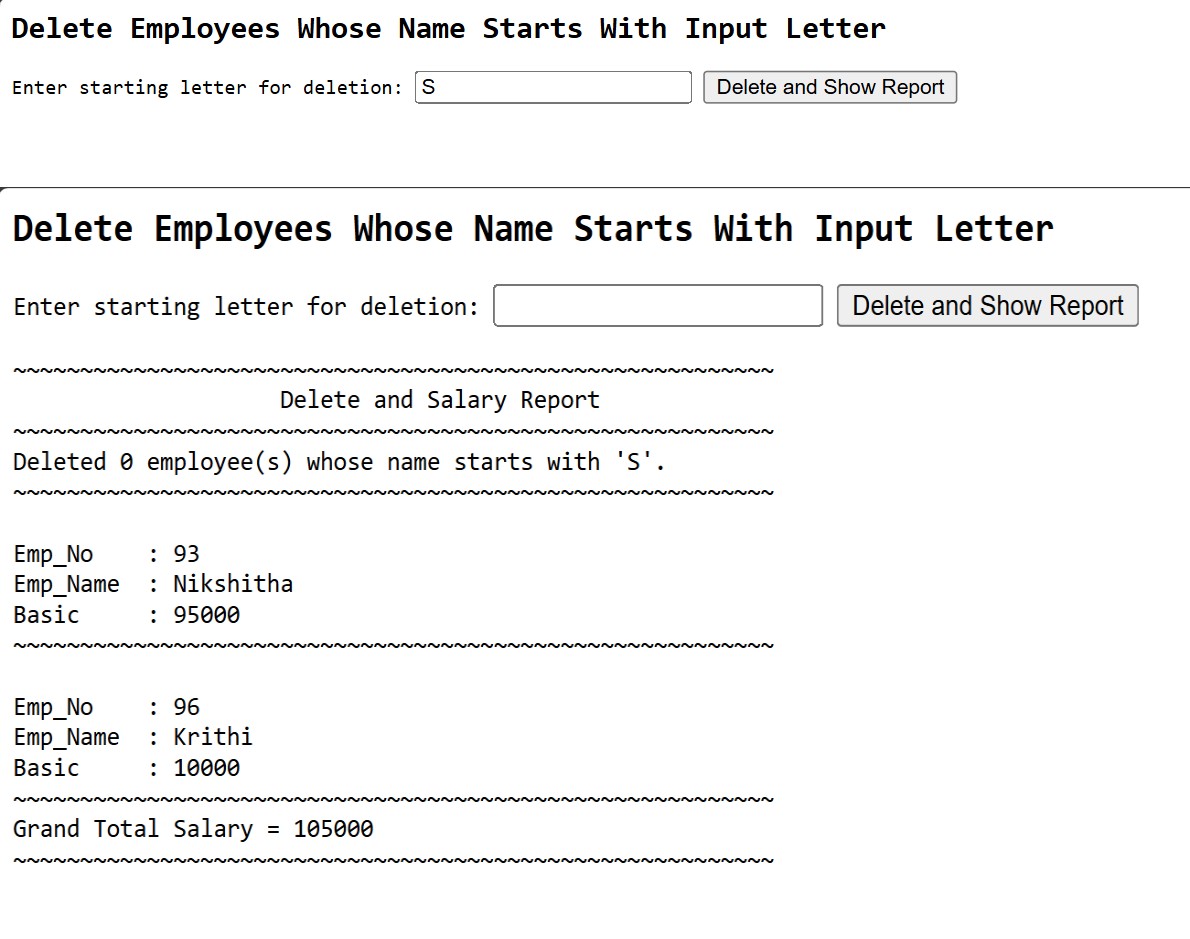 Delete Employees Whose Name Starts With Input Letter
Enter starting letter for deletion: S Delete and Show Report
Delete Employees Whose Name Starts With Input Letter
Enter starting letter for deletion: Delete and Show Report
~~~~~~~~~~~~~~~~~~~~~~~~~~~~~~~~~~~~~~~~~~~~~~~~~~~~~~~~~
Delete and Salary Report
~~~~~~~~~~~~~~~~~~~~~~~~~~~~~~~~~~~~~~~~~~~~~~~~~~~~~~~~~
Deleted 0 employee(s) whose name starts with 'S'.
~~~~~~~~~~~~~~~~~~~~~~~~~~~~~~~~~~~~~~~~~~~~~~~~~~~~~~~~~
Emp_No    : 93
Emp_Name  : Nikshitha
Basic     : 95000
~~~~~~~~~~~~~~~~~~~~~~~~~~~~~~~~~~~~~~~~~~~~~~~~~~~~~~~~~
Emp_No    : 96
Emp_Name  : Krithi
Basic     : 10000
~~~~~~~~~~~~~~~~~~~~~~~~~~~~~~~~~~~~~~~~~~~~~~~~~~~~~~~~~
Grand Total Salary = 105000
~~~~~~~~~~~~~~~~~~~~~~~~~~~~~~~~~~~~~~~~~~~~~~~~~~~~~~~~~